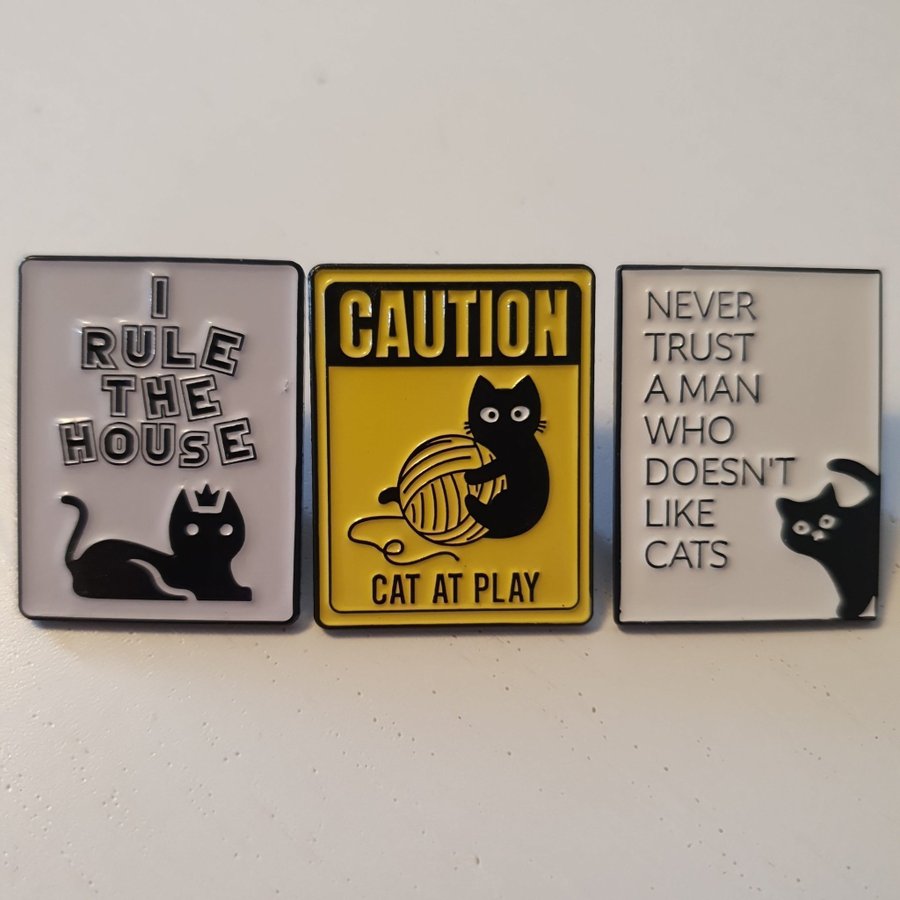 I
RULE
THE
HOUSE
CAUTION
CAT AT PLAY
NEVER
TRUST
A MAN
WHO
DOESN'T
LIKE
CATS